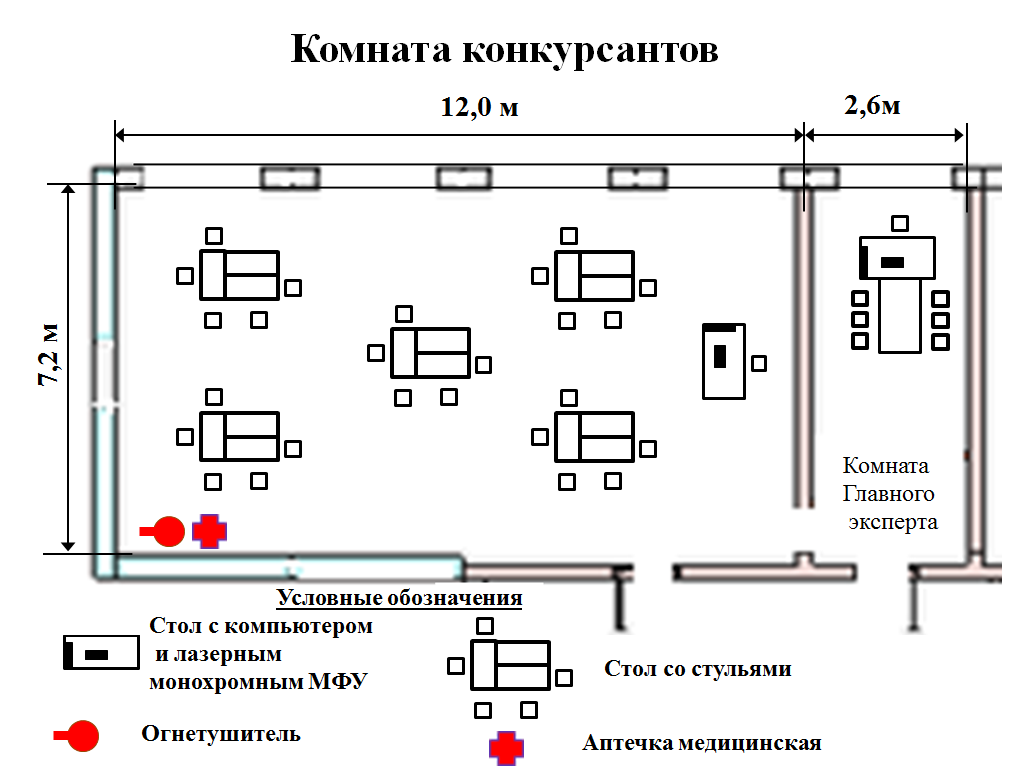 Комната конкурсантов
12,0 м
2,6м
7,2 м
Комната
Главного
эксперта
Условные обозначения
Стол с компьютером
и лазерным
монохромным МФУ
Стол со стульями
Огнетушитель
Аптечка медицинская